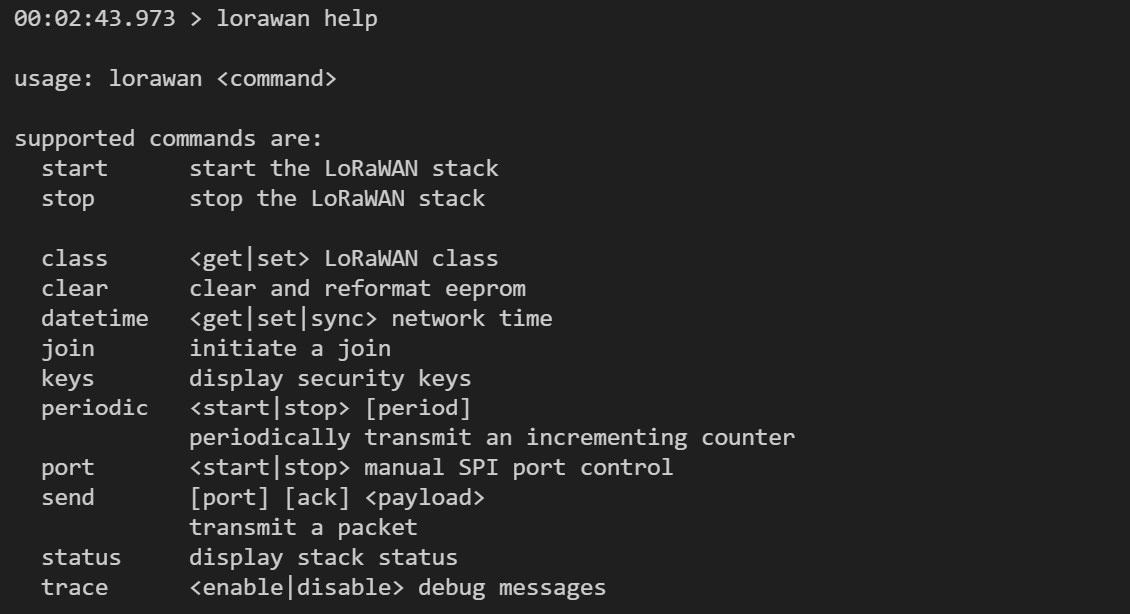 00:02:43.973 > lorawan help
usage: lorawan <command>
supported commands are:
start start the LoRaWAN stack
stop stop the LoRaWAN stack
class <get|set> LoRaWAN class
clear clear and reformat eeprom
datetime <get|set|sync> network time
join initiate a join
keys display security keys
periodic <start|stop> [period]
periodically transmit an incrementing counter
port <start|stop> manual SPI port control
send [port] [ack] <payload>
transmit a packet
status display stack status
trace <enable|disable> debug messages